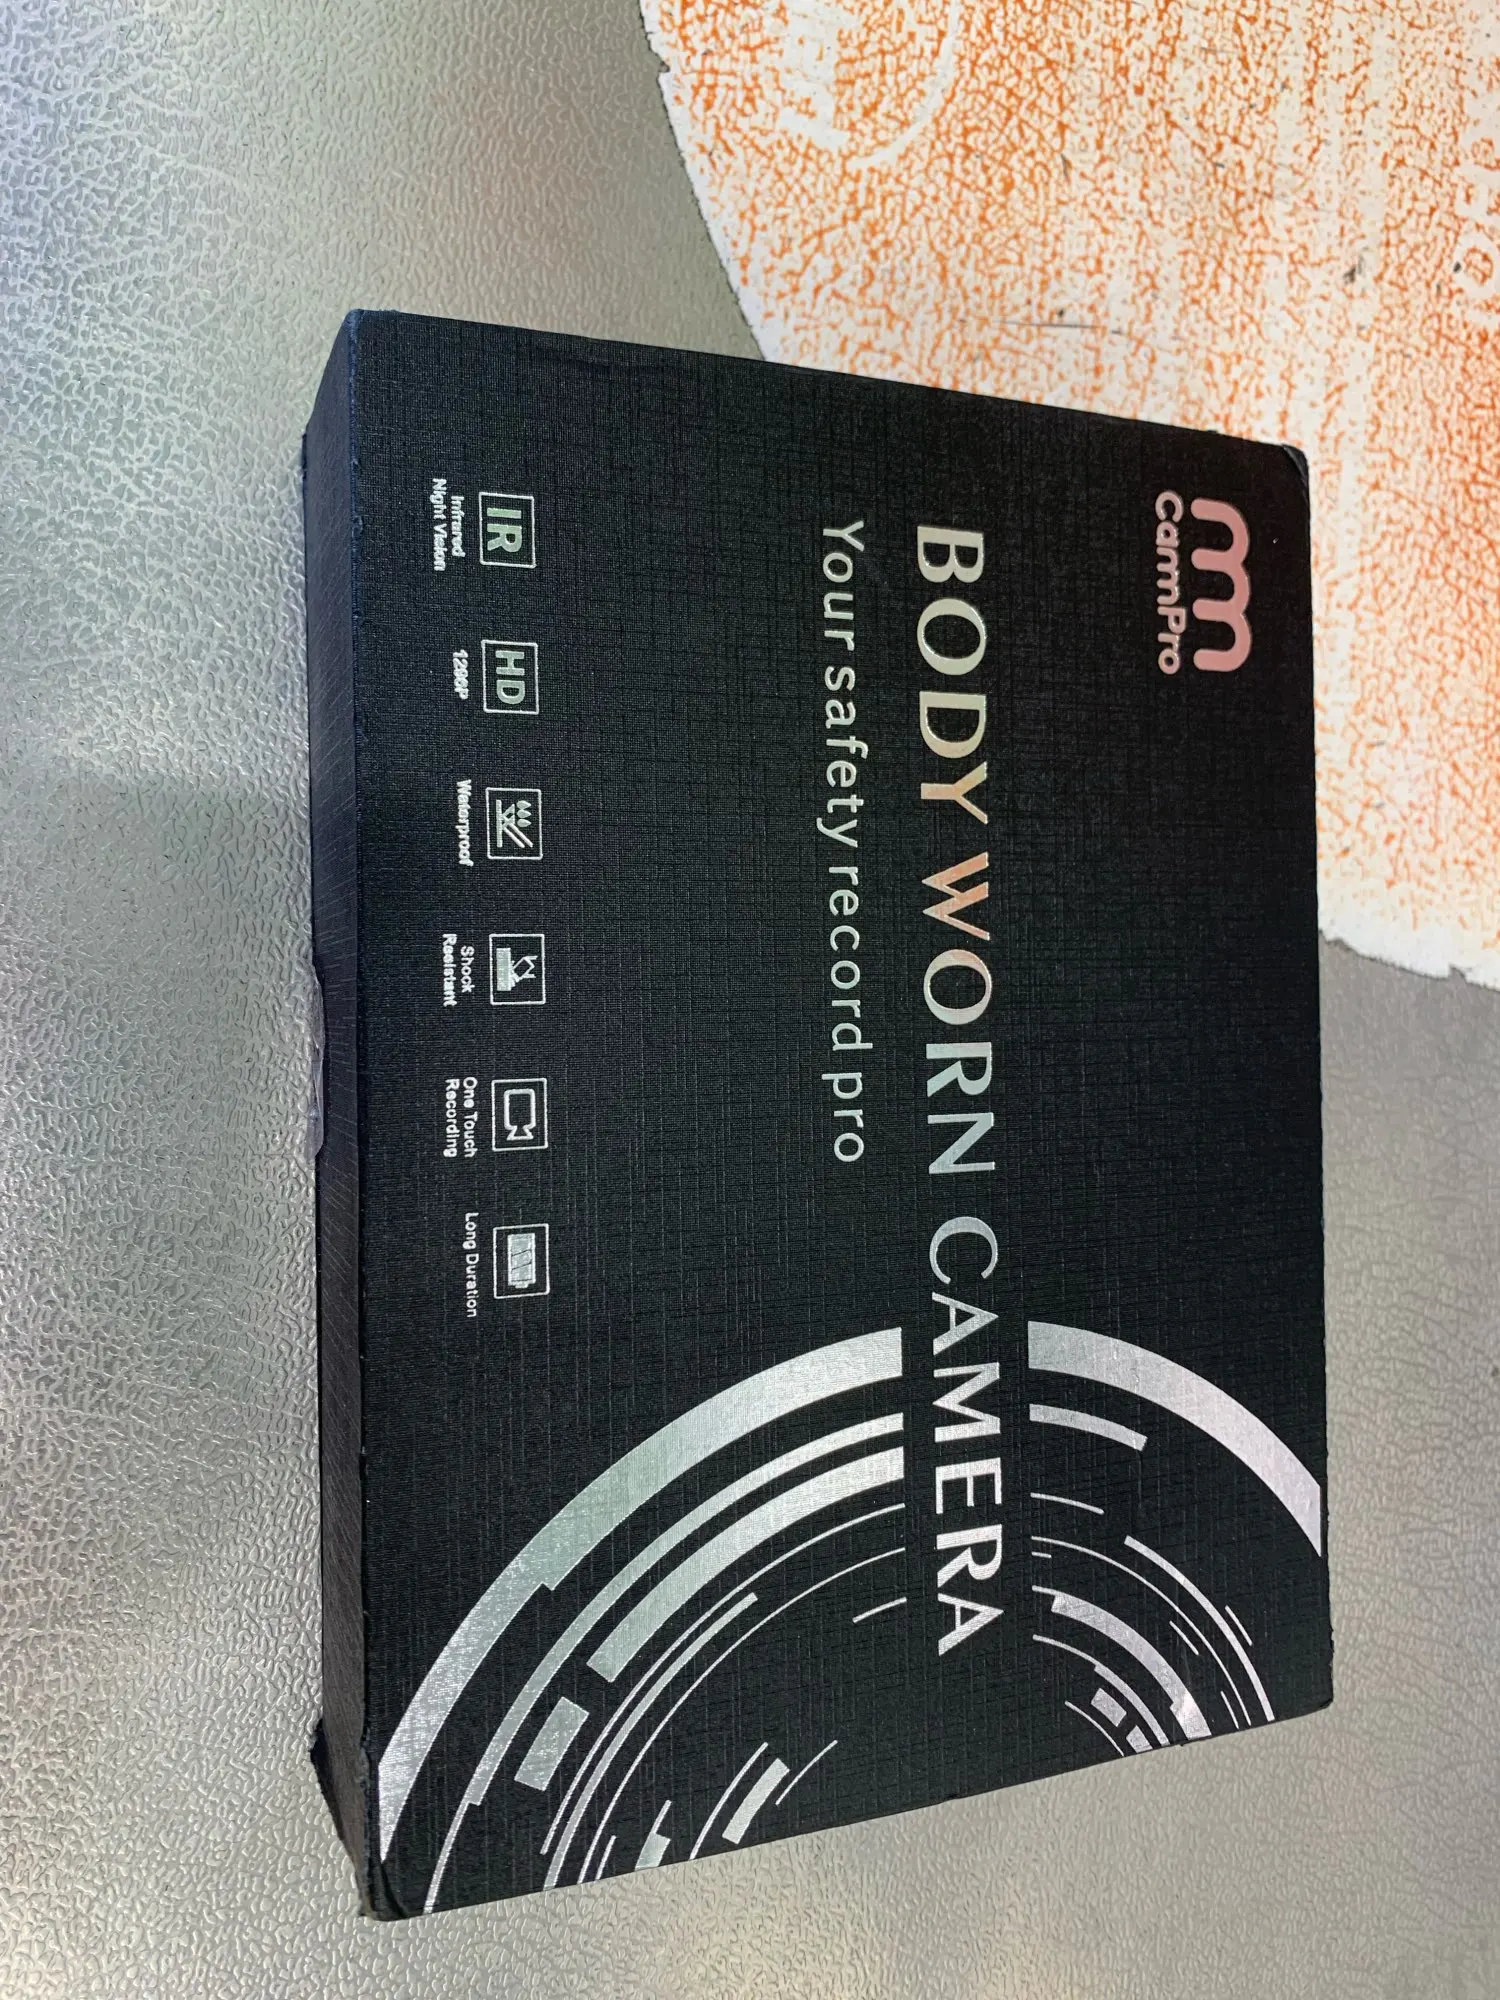 CammPro
BODY WORN CAMERA
Your safety record pro
IR
Infrared
Night Vision
HD
1296P
Waterproof
Shock
Resistant
One Touch
Recording
Long Duration